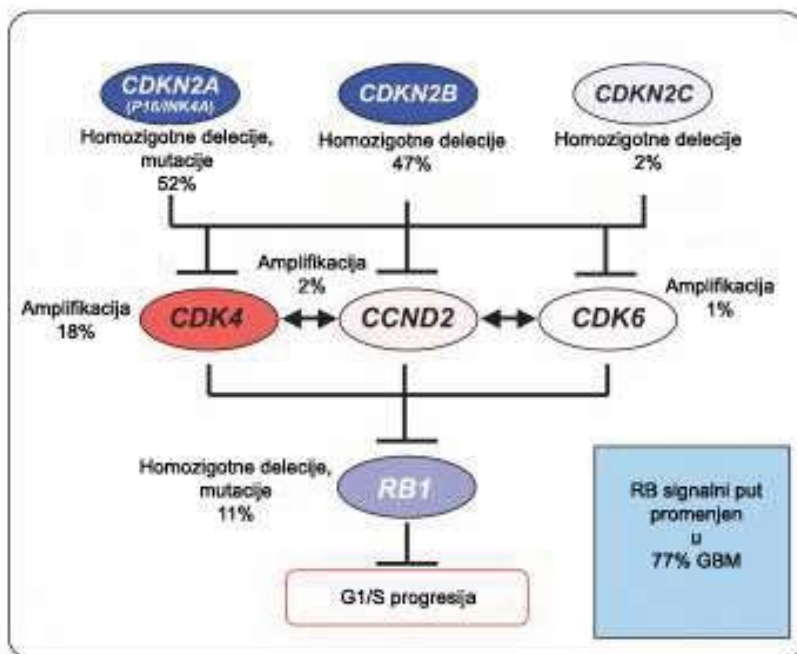 CDKN2A
(P16/INK4A)
Homozigotne delecije,
mutacije
52%
CDKN2B
Homozigotne delecije
47%
CDKN2C
Homozigotne delecije
2%
Amplifikacija
18%
CDK4
Amplifikacija
2%
CCND2
CDK6
Amplifikacija
1%
Homozigotne delecije,
mutacije
11%
RB1
G1/S progresija
RB signalni put
promenjen
u
77% GBM